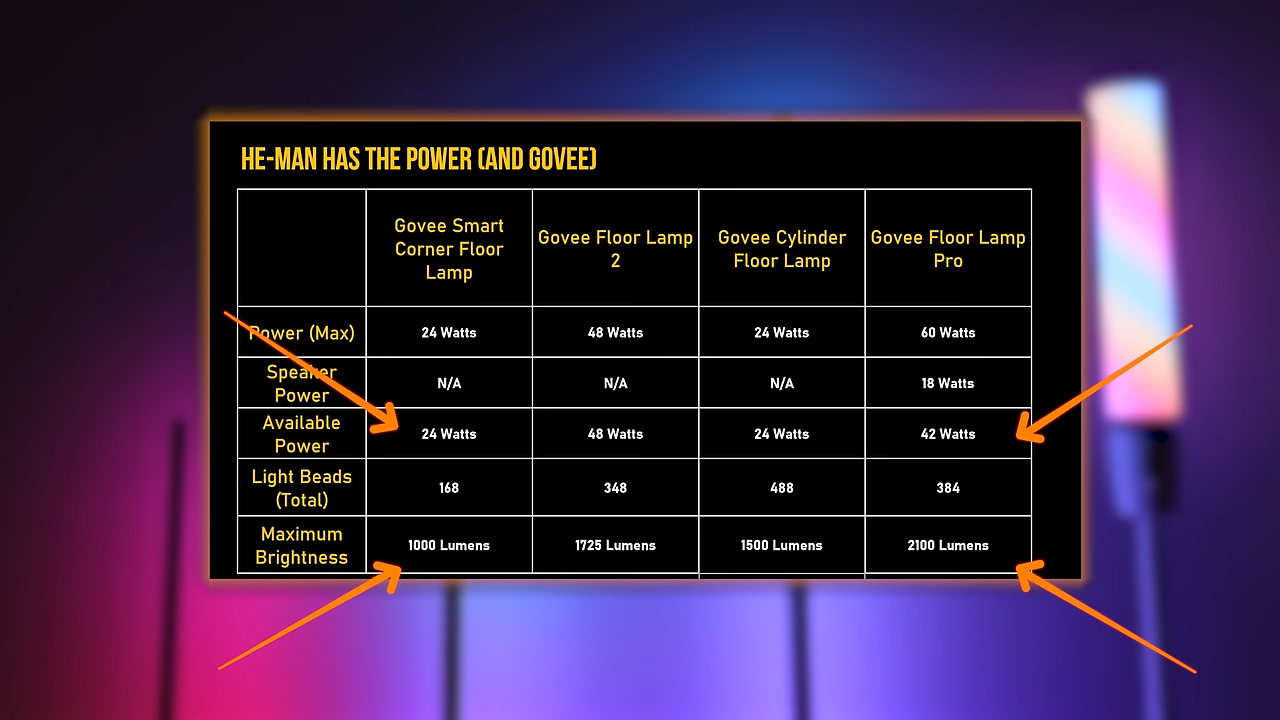 HE-MAN HAS THE POWER (AND GOVEE)
Govee Smart Corner Floor Lamp
Govee Floor Lamp 2
Govee Cylinder Floor Lamp
Govee Floor Lamp Pro
Power (Max) 24 Watts 48 Watts 24 Watts 60 Watts
Speaker Power N/A N/A N/A 18 Watts
Available Power 24 Watts 48 Watts 24 Watts 42 Watts
Light Beads (Total) 168 348 488 384
Maximum Brightness 1000 Lumens 1725 Lumens 1500 Lumens 2100 Lumens